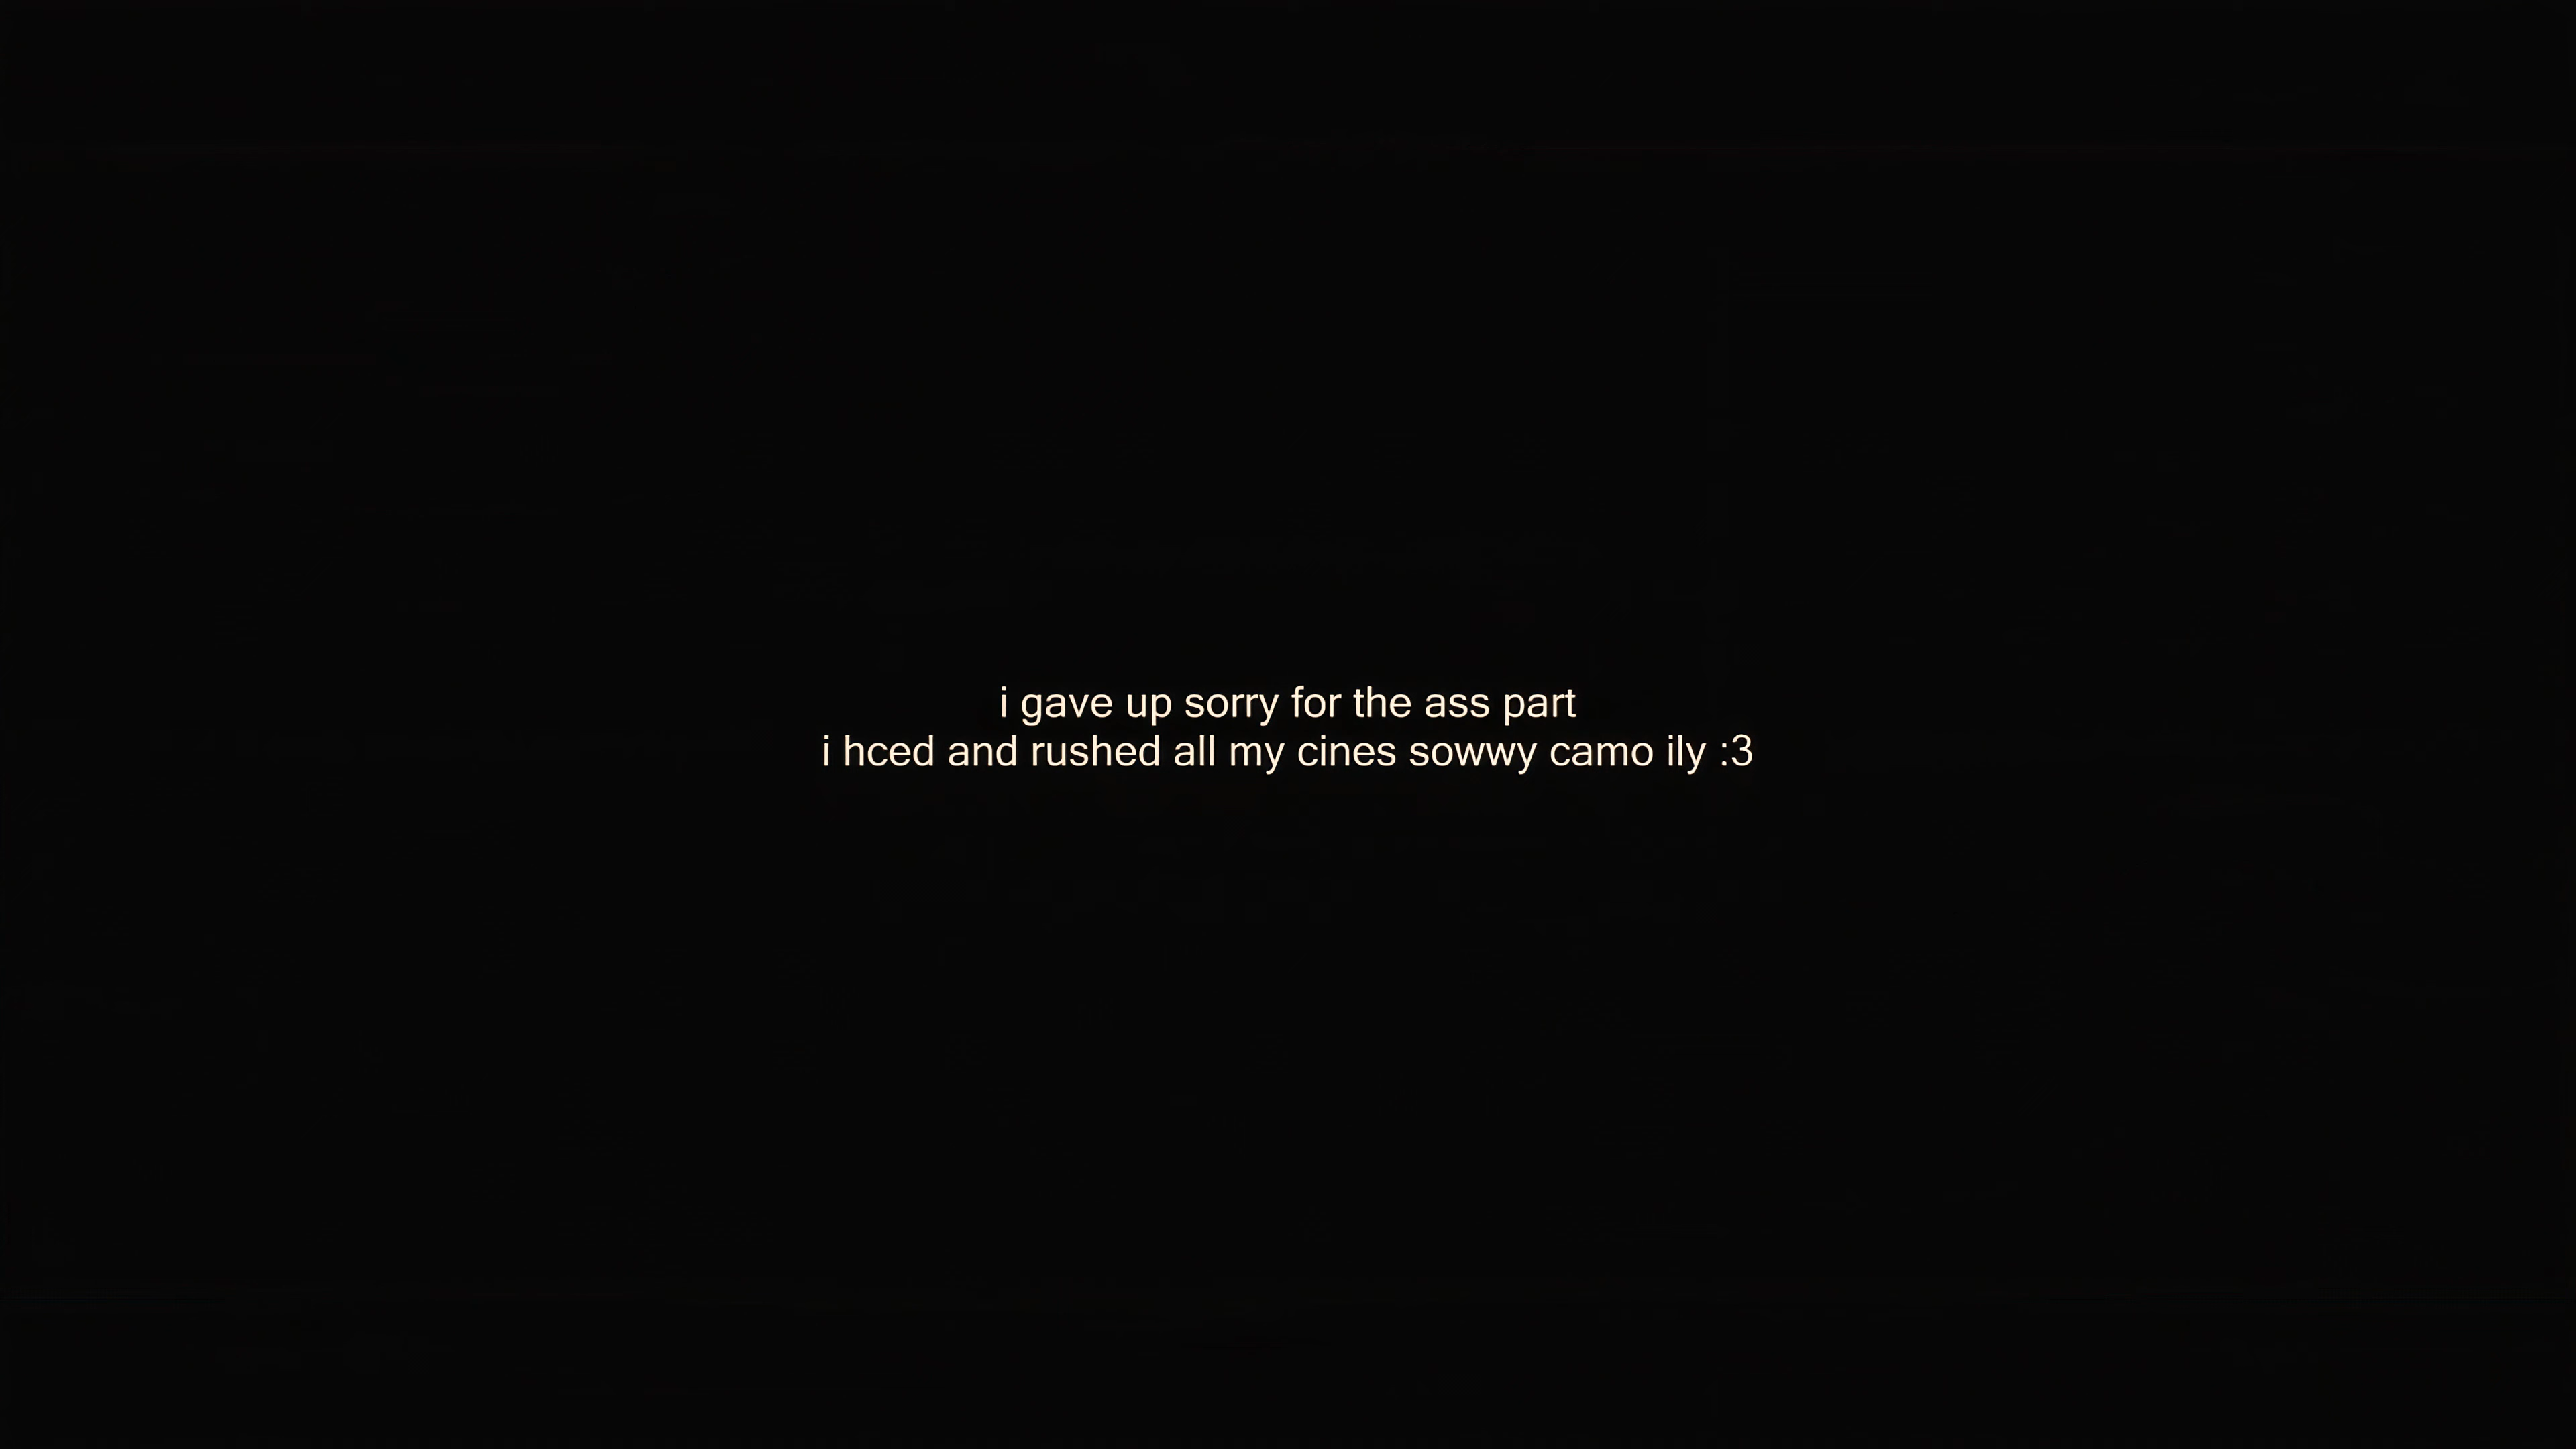 i gave up sorry for the ass part
i hced and rushed all my cines sowwy camo ily :3